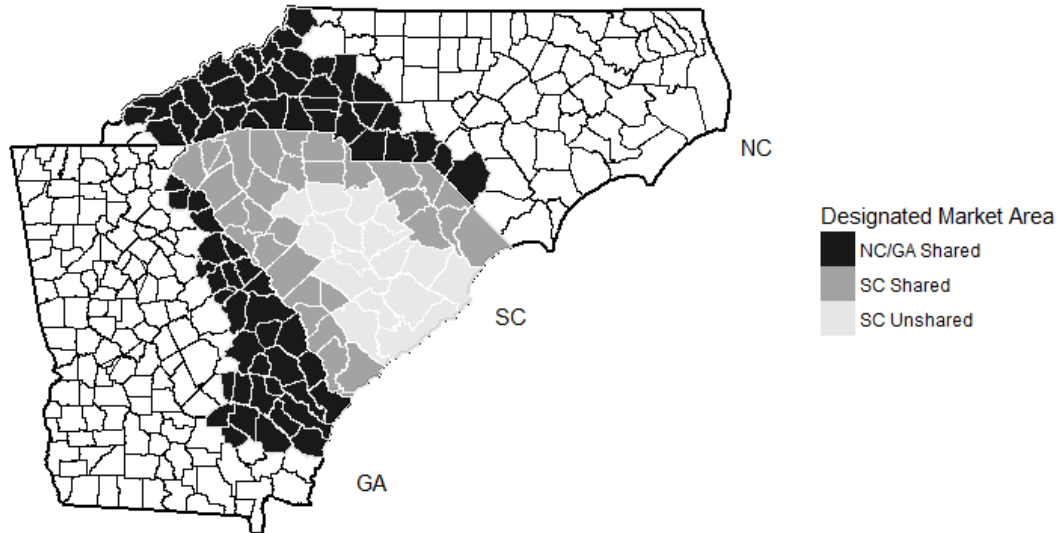 NC
Designated Market Area
NC/GA Shared
SC Shared
SC Unshared
SC
GA